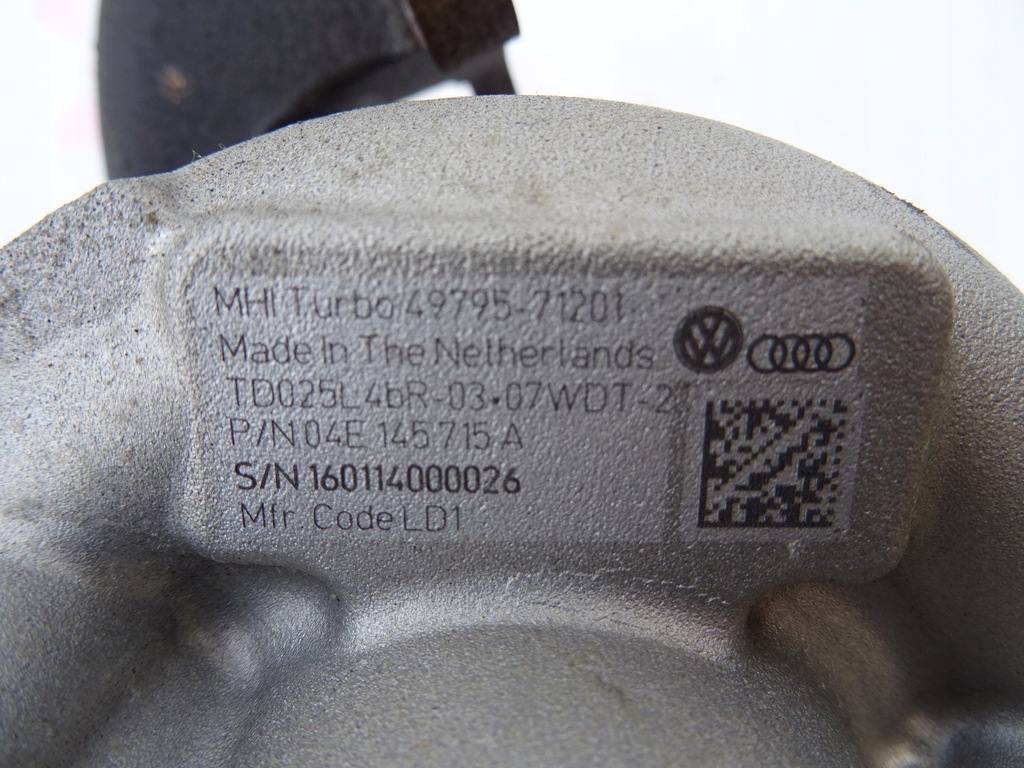 MHI Turbo 49795-71201
Made In The Netherlands
TD025L4bR-03•07WDT-2
P/N 04E 145 715 A
S/N 160114000026
Mfr. Code LD1